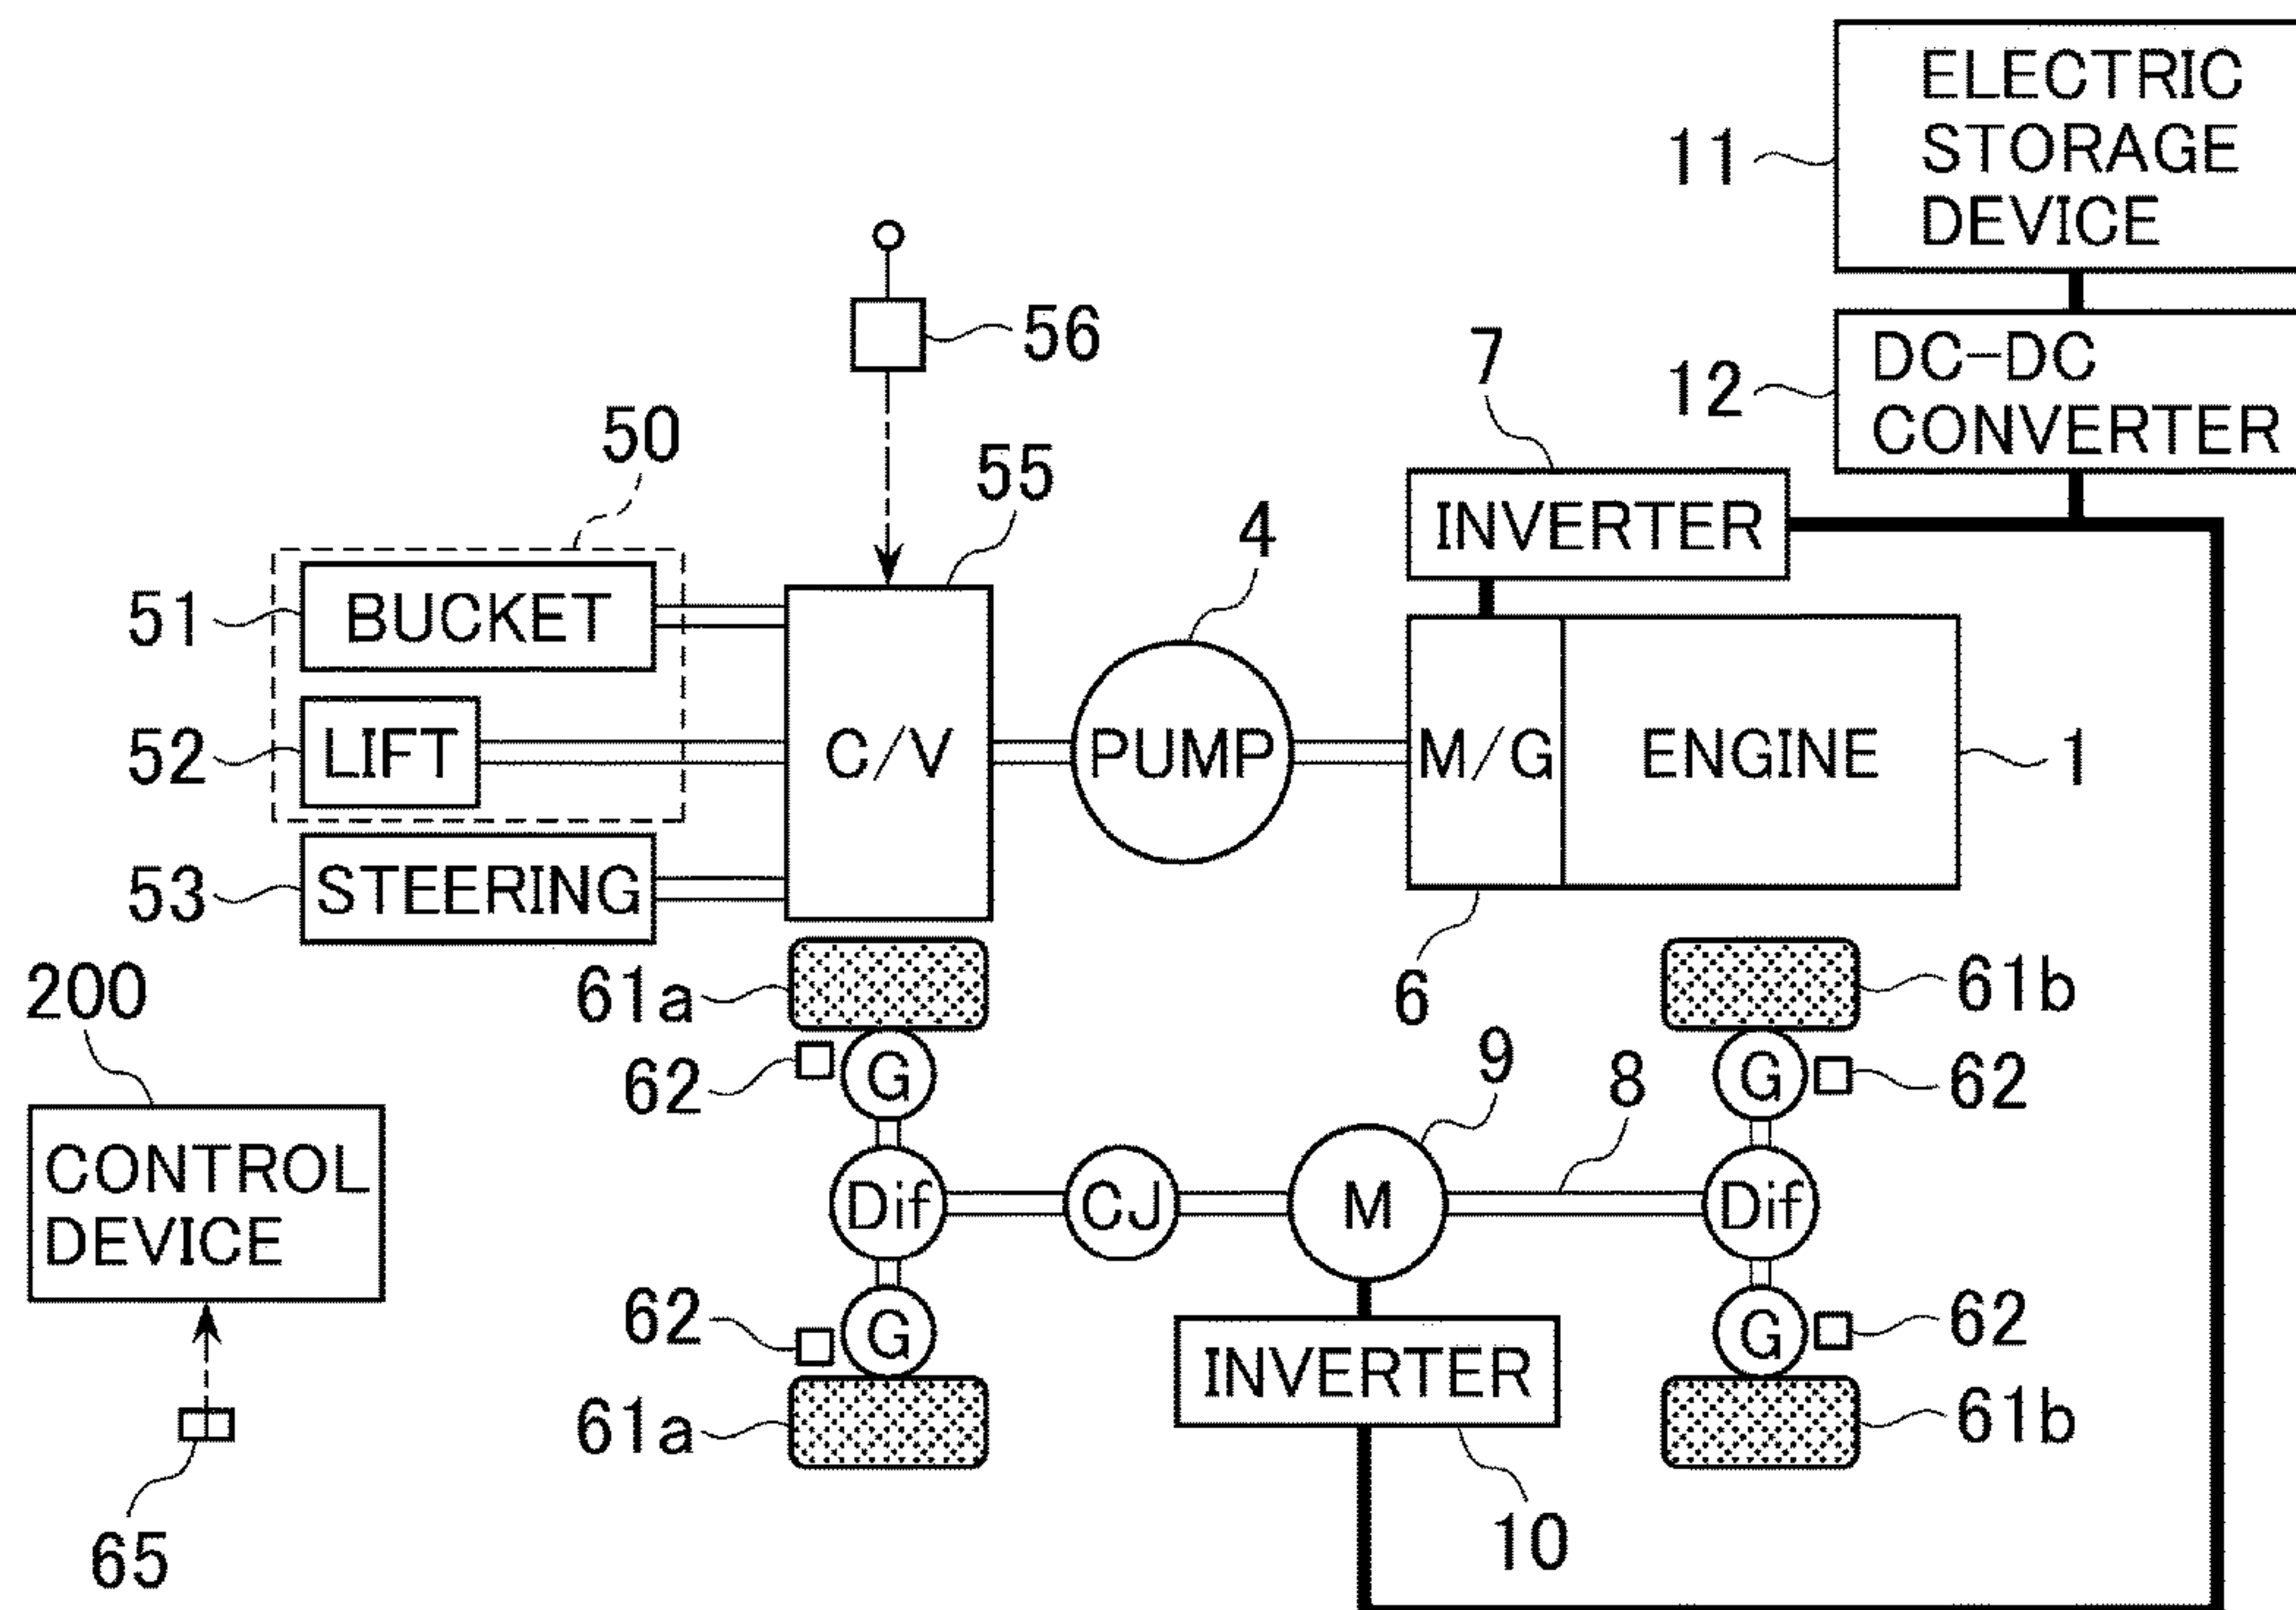 ELECTRIC
STORAGE
DEVICE
11
56
7
12
DC-DC
CONVERTER
50
55
4
INVERTER
51
BUCKET
52
LIFT
C/V
PUMP
M/G
ENGINE
1
53
STEERING
200
61a
6
61b
62
G
9
8
G
62
CONTROL
DEVICE
Dif
CJ
M
Dif
62
G
INVERTER
G
62
61a
61b
65
10